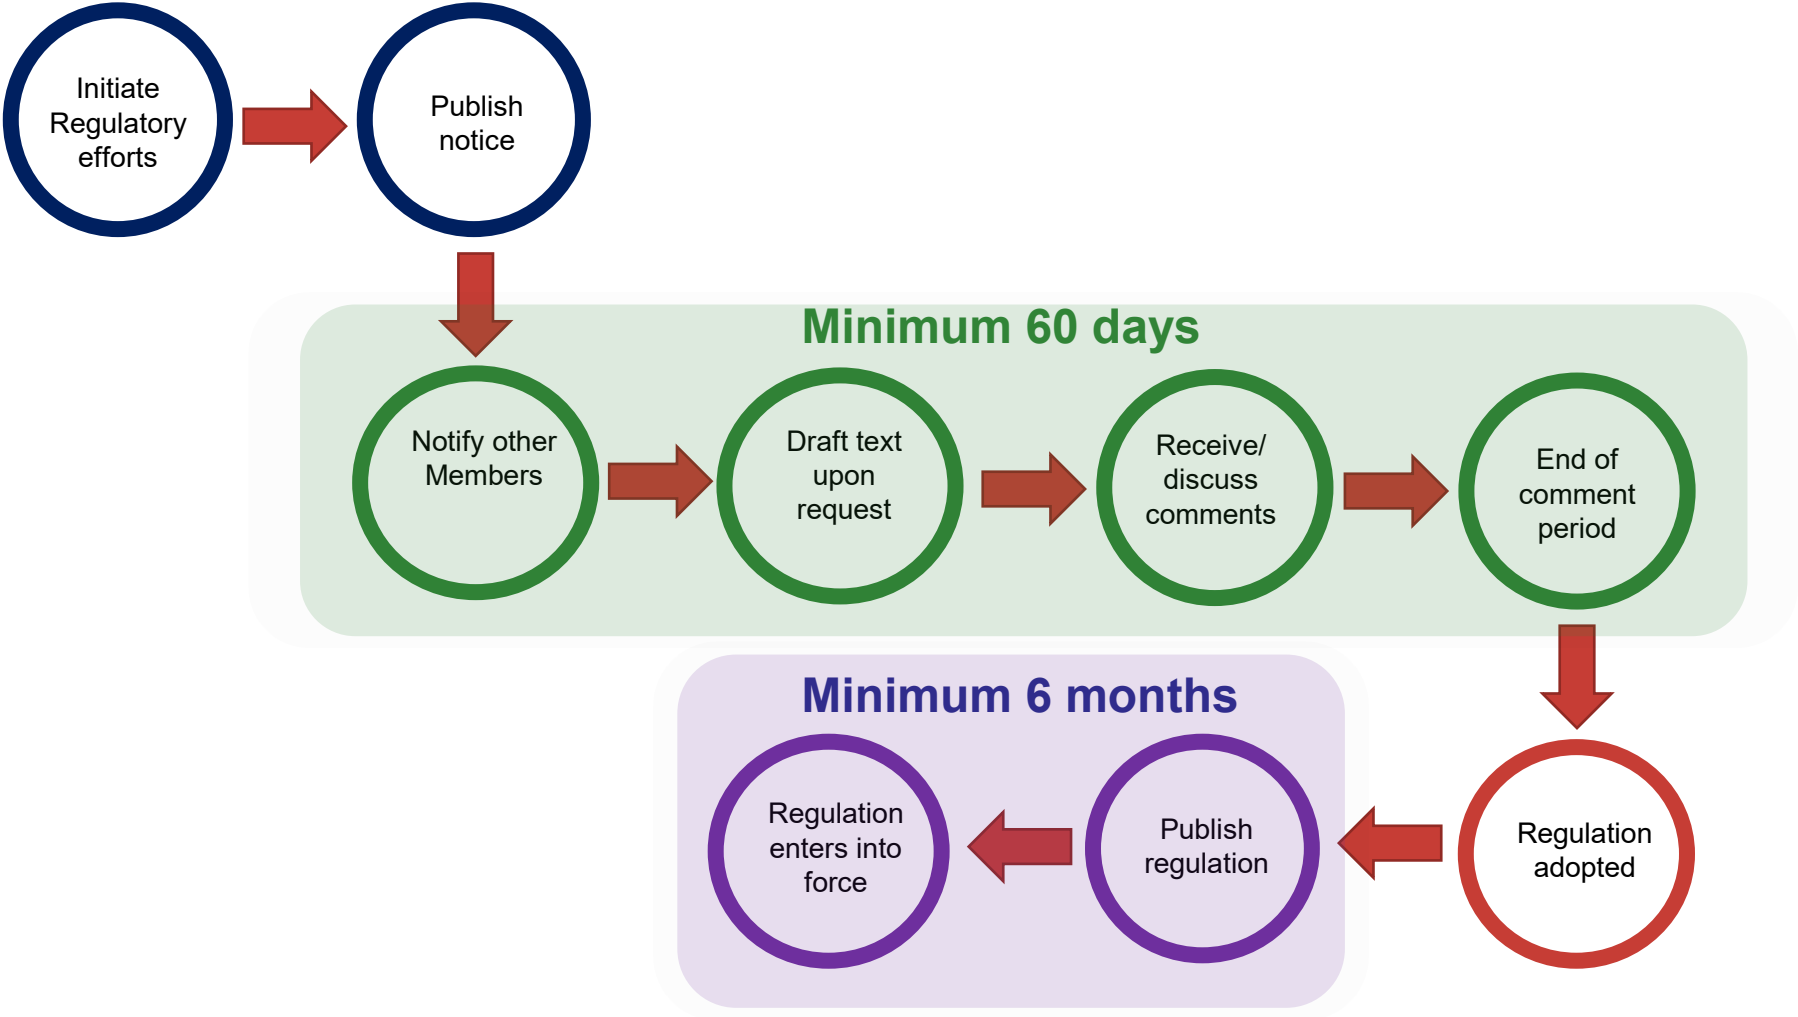 Initiate
Regulatory
efforts
Publish
notice
Minimum 60 days
Notify other
Members
Draft text
upon
request
Receive/
discuss
comments
End of
comment
period
Minimum 6 months
Regulation
enters into
force
Publish
regulation
Regulation
adopted